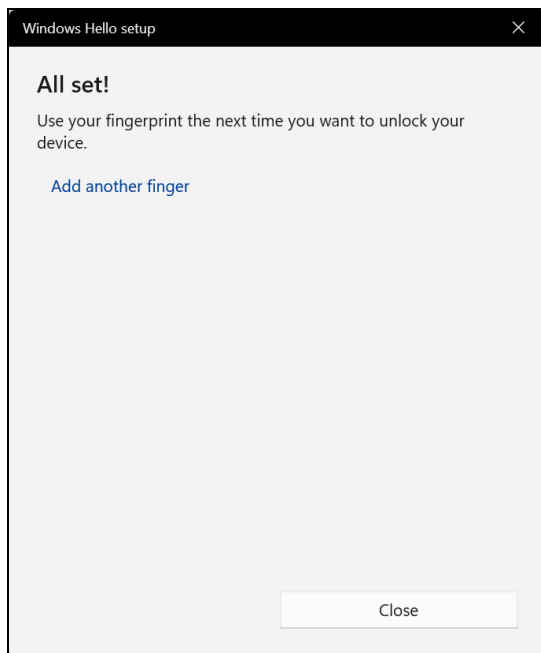 Windows Hello setup
All set!
Use your fingerprint the next time you want to unlock your
device.
Add another finger
Close